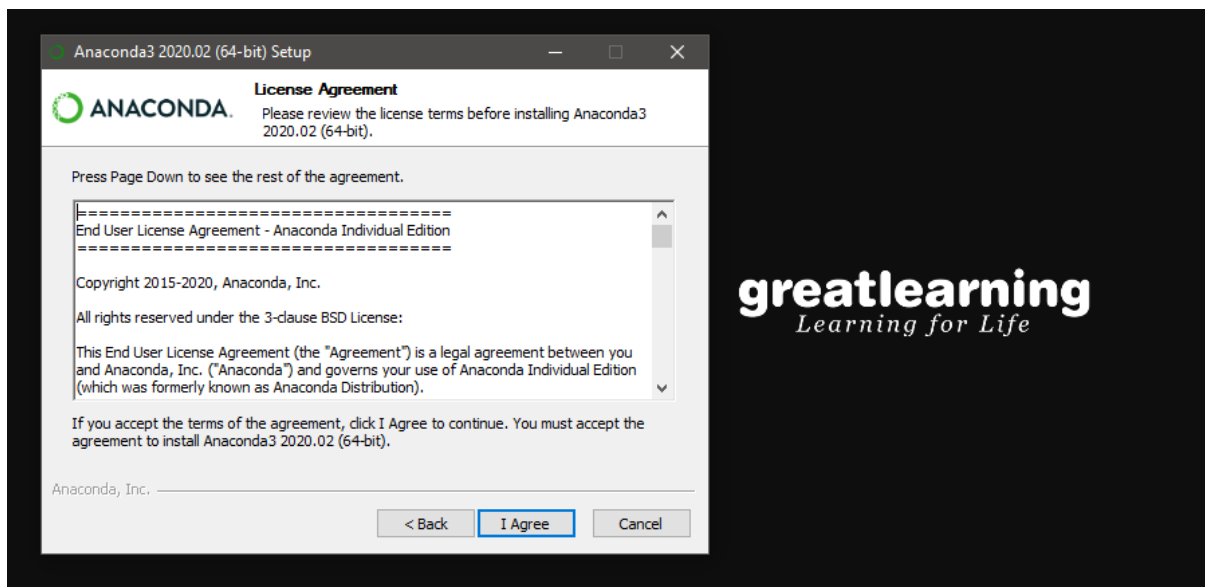 Anaconda3 2020.02 (64-bit) Setup
ANACONDA.
License Agreement
Please review the license terms before installing Anaconda3
2020.02 (64-bit).
Press Page Down to see the rest of the agreement.
===================================
End User License Agreement - Anaconda Individual Edition
===================================
Copyright 2015-2020, Anaconda, Inc.
All rights reserved under the 3-clause BSD License:
This End User License Agreement (the "Agreement") is a legal agreement between you
and Anaconda, Inc. ("Anaconda") and governs your use of Anaconda Individual Edition
(which was formerly known as Anaconda Distribution).
If you accept the terms of the agreement, click I Agree to continue. You must accept the
agreement to install Anaconda3 2020.02 (64-bit).
Anaconda, Inc.
< Back
I Agree
Cancel
greatlearning
Learning for Life